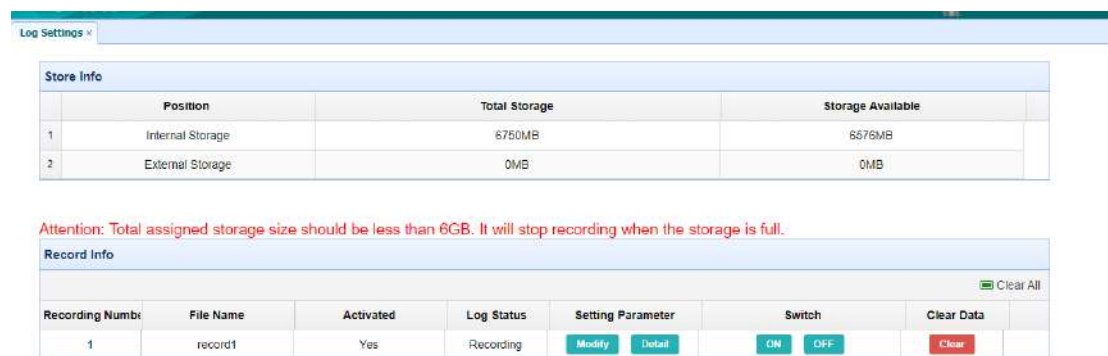 Log Settings ×
Store Info
Position Total Storage Storage Available
1 Internal Storage 6750MB 6576MB
2 External Storage 0MB 0MB
Attention: Total assigned storage size should be less than 6GB. It will stop recording when the storage is full.
Record Info
Clear All
Recording Numbe File Name Activated Log Status Setting Parameter Switch Clear Data
1 record1 Yes Recording Modify Detail ON OFF Clear